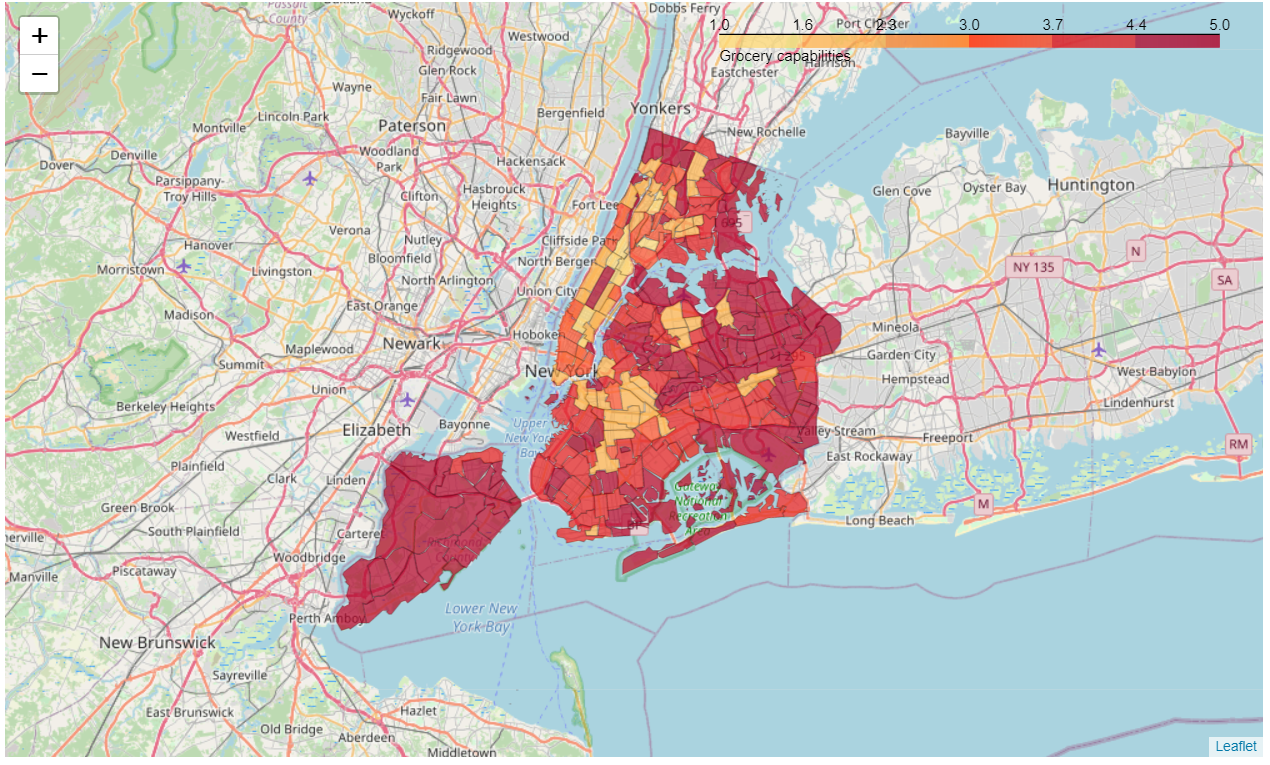 +
−
1.0 1.6 2.3 3.0 3.7 4.4 5.0
Grocery capabilities
Passaic
County
Wyckoff
Dobbs Ferry
Port Chester
Westwood
Ridgewood
Glen Rock
Harrison
Eastchester
Wayne
Fair Lawn
Yonkers
Lincoln Park
Bergenfield
Montville
Paterson
New Rochelle
Bayville
Denville
Woodland
Park
Dover
Hackensack
Parsippany-
Troy Hills
Clifton
Hasbrouck
Heights
Glen Cove
Oyster Bay
Huntington
Fort Lee
I 695
Verona
Hanover
Nutley
Cliffside Park
Bloomfield
N
Morristown
Livingston
North Bergen
NY 135
North Arlington
SA
Union City
East Orange
Madison
Hoboken
Mineola
Newark
Maplewood
I 295
Garden City
Summit
New York
West Babylon
Hempstead
Union
Berkeley Heights
Lindenhurst
Bayonne
Upper
New York
Bay
Elizabeth
Valley Stream
Westfield
Freeport
RM
East Rockaway
Plainfield
Clark
Linden
Gateway
National
Recreation
Area
Green Brook
M
Long Beach
South Plainfield
Carteret
BP
Richmond
County
Woodbridge
Piscataway
Manville
Lower New
York Bay
Perth Amboy
New Brunswick
Sayreville
East Brunswick
Hazlet
Old Bridge
Aberdeen
Middletown
Leaflet